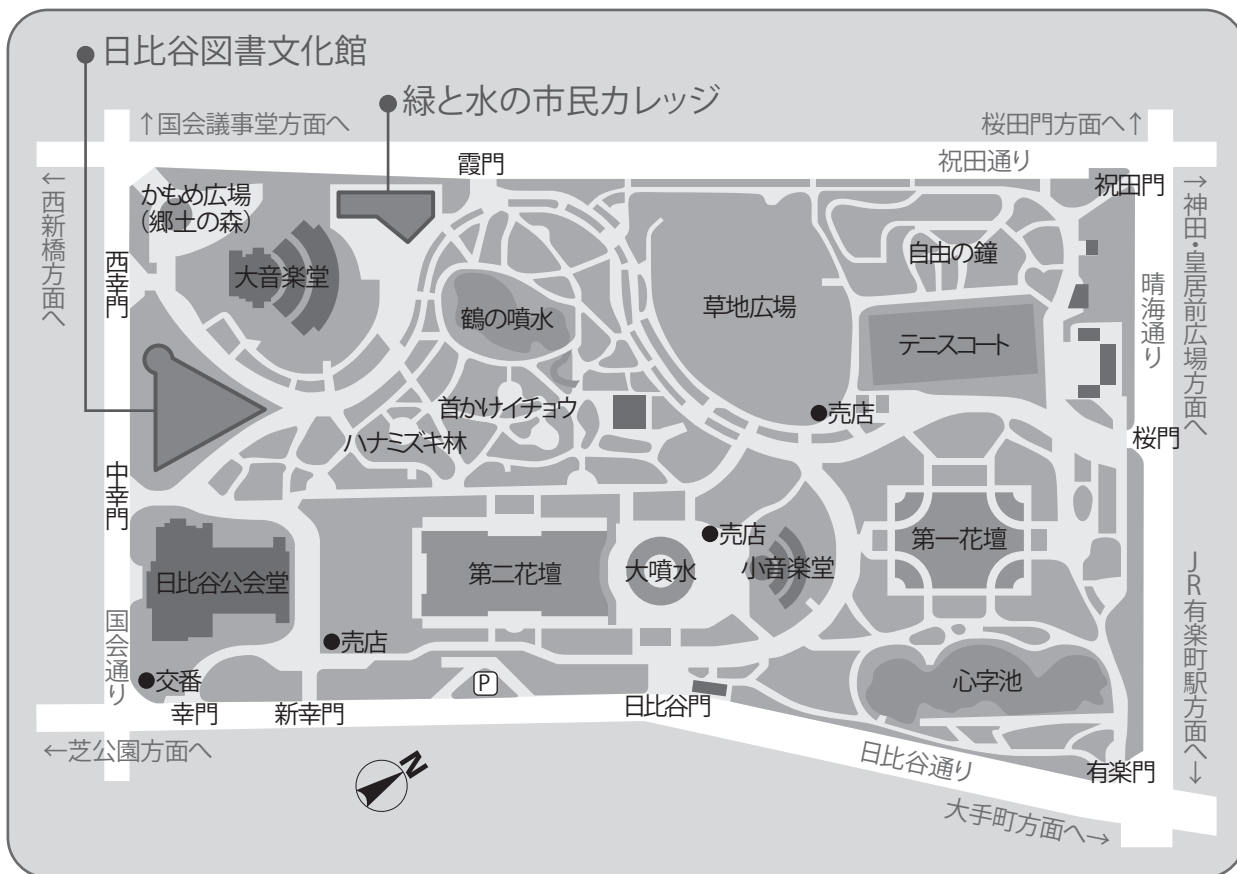 日比谷図書文化館
緑と水の市民カレッジ
↑国会議事堂方面へ
桜田門方面へ↑
霞門
祝田通り
祝田門
←西新橋方面へ
かもめ広場
(郷土の森)
→神田・皇居前広場方面へ
西幸門
大音楽堂
自由の鐘
晴海通り
鶴の噴水
草地広場
テニスコート
首かけイチョウ
売店
ハナミズキ林
桜門
中幸門
売店
第一花壇
日比谷公会堂
第二花壇
大噴水
小音楽堂
JR有楽町駅方面へ→
国会通り
売店
交番
P
心字池
幸門
新幸門
日比谷門
←芝公園方面へ
日比谷通り
有楽門
N
大手町方面へ→